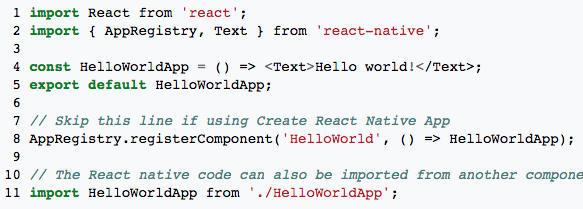 1 import React from 'react';
2 import { AppRegistry, Text } from 'react-native';
3
4 const HelloWorldApp = () => <Text>Hello world!</Text>;
5 export default HelloWorldApp;
6
7 // Skip this line if using Create React Native App
8 AppRegistry.registerComponent('HelloWorld', () => HelloWorldApp);
9
10 // The React native code can also be imported from another compone
11 import HelloWorldApp from './HelloWorldApp';